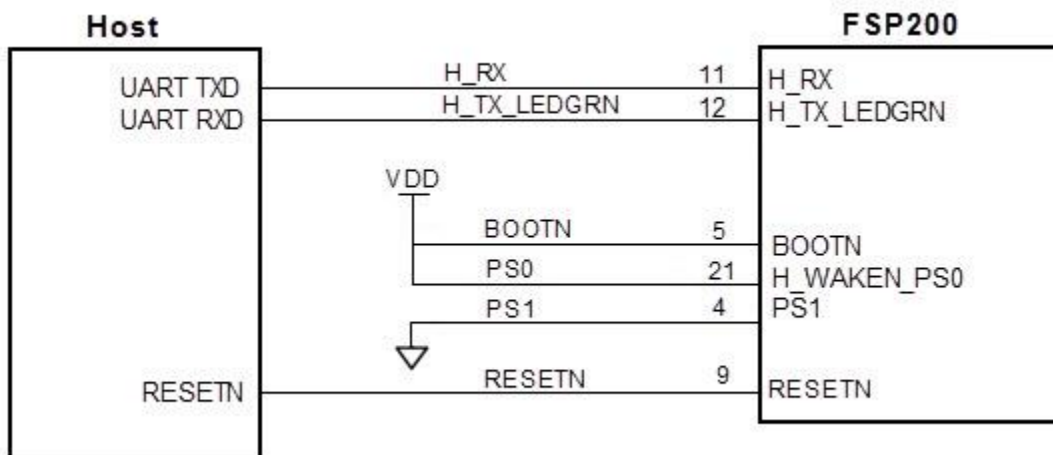 Host FSP200
UART TXD H_RX 11 H_RX
UART RXD H_TX_LEDGRN 12 H_TX_LEDGRN
VDD
BOOTN 5 BOOTN
PS0 21 H_WAKEN_PS0
PS1 4 PS1
RESETN RESETN 9 RESETN